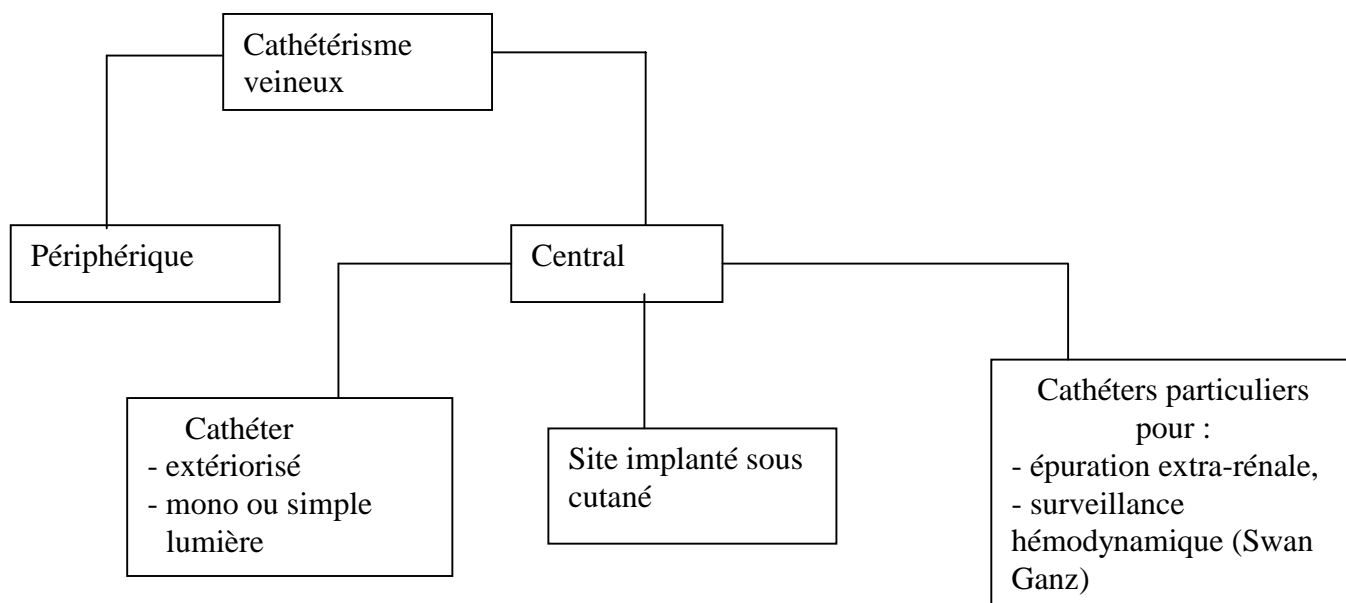 Cathétérisme
veineux
Périphérique
Central
Cathéter
- extériorisé
- mono ou simple
lumière
Site implanté sous
cutané
Cathéters particuliers
pour :
- épuration extra-rénale,
- surveillance
hémodynamique (Swan
Ganz)